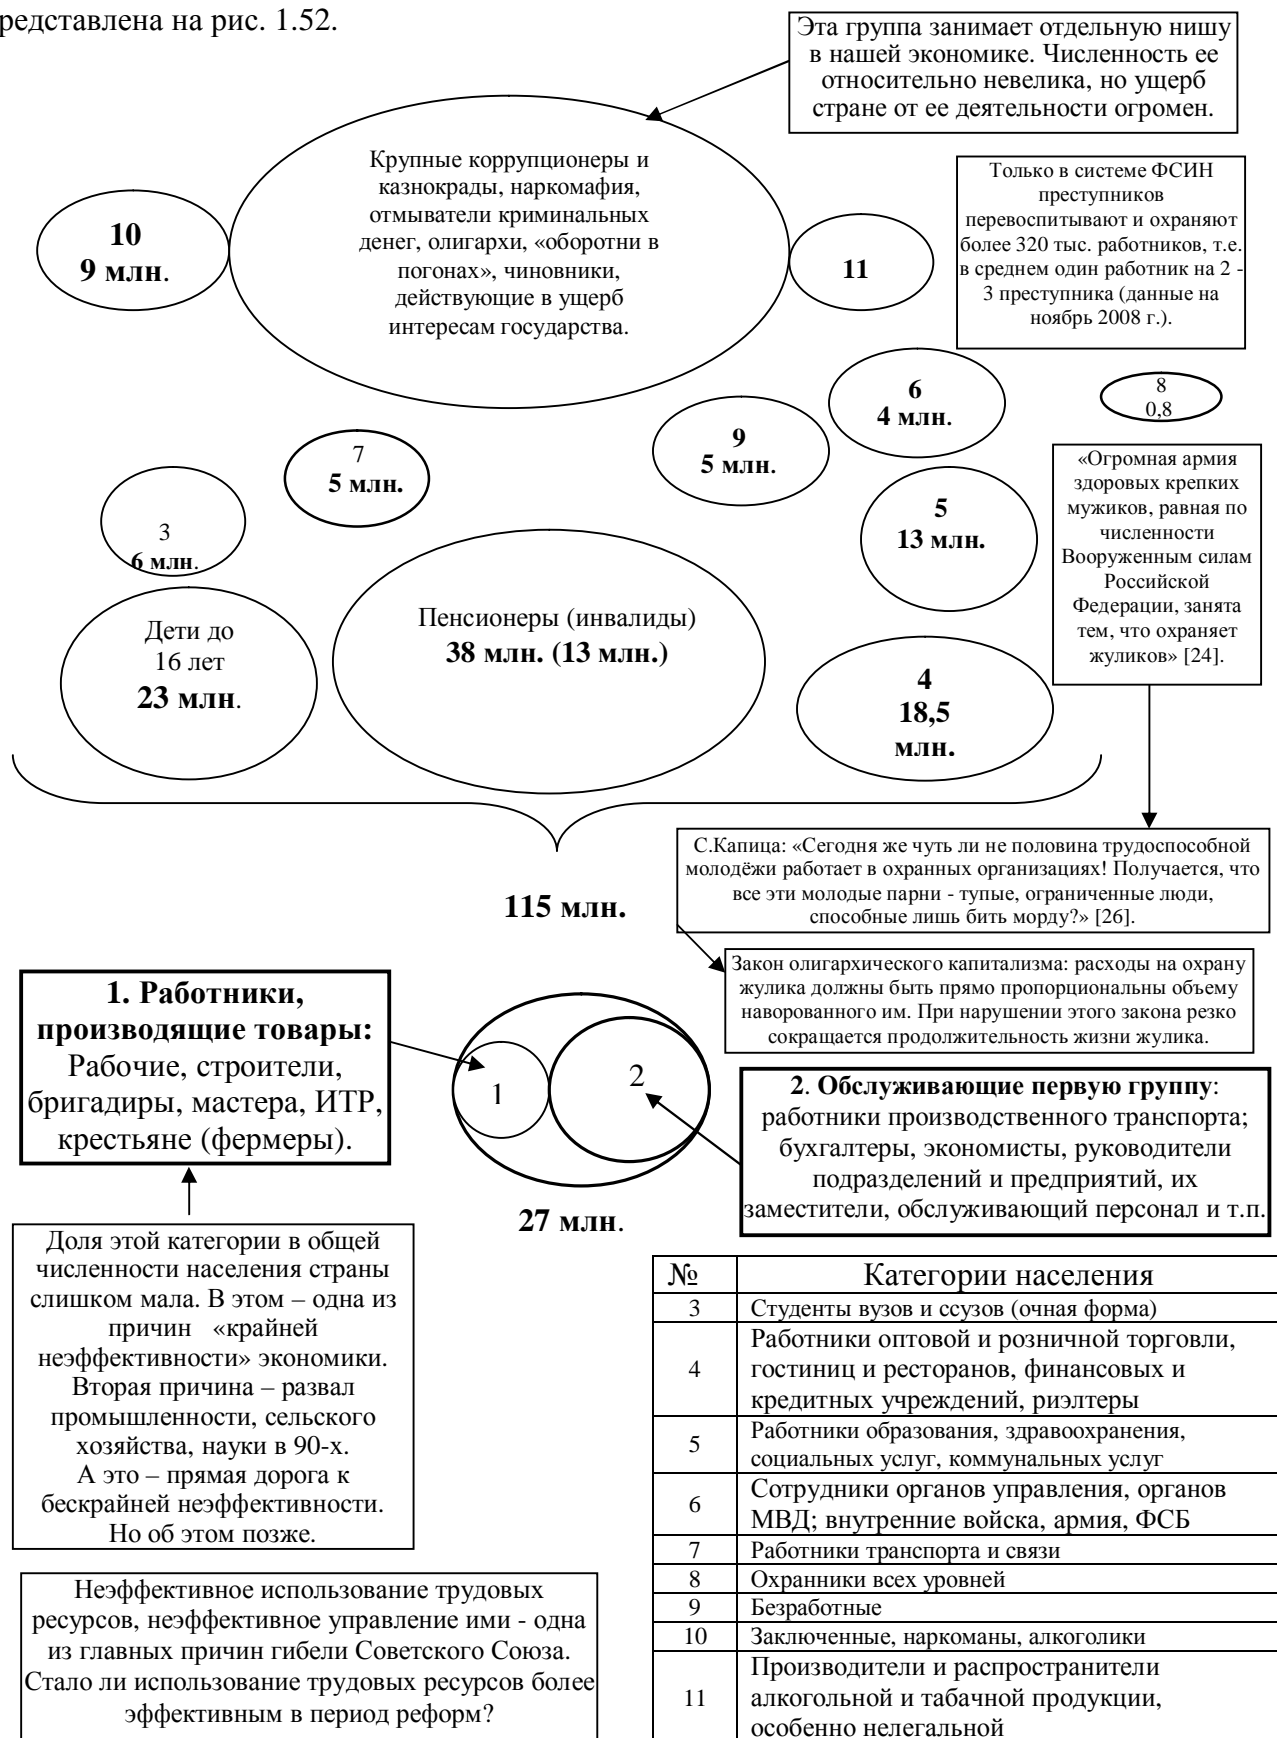 редставлена на рис. 1.52.
Эта группа занимает отдельную нишу
в нашей экономике. Численность ее
относительно невелика, но ущерб
стране от ее деятельности огромен.
Крупные коррупционеры и
казнокрады, наркомафия,
отмыватели криминальных
денег, олигархи, «оборотни в
погонах», чиновники,
действующие в ущерб
интересам государства.
10
9 млн.
11
Только в системе ФСИН
преступников
перевоспитывают и охраняют
более 320 тыс. работников, т.е.
в среднем один работник на 2 -
3 преступника (данные на
ноябрь 2008 г.).
6
4 млн.
8
0,8
7
5 млн.
9
5 млн.
3
6 млн.
5
13 млн.
«Огромная армия
здоровых крепких
мужиков, равная по
численности
Вооруженным силам
Российской
Федерации, занята
тем, что охраняет
жуликов» [24].
Дети до
16 лет
23 млн.
Пенсионеры (инвалиды)
38 млн. (13 млн.)
4
18,5
млн.
115 млн.
С.Капица: «Сегодня же чуть ли не половина трудоспособной
молодёжи работает в охранных организациях! Получается, что
все эти молодые парни - тупые, ограниченные люди,
способные лишь бить морду?» [26].
Закон олигархического капитализма: расходы на охрану
жулика должны быть прямо пропорциональны объему
наворованного им. При нарушении этого закона резко
сокращается продолжительность жизни жулика.
1. Работники,
производящие товары:
Рабочие, строители,
бригадиры, мастера, ИТР,
крестьяне (фермеры).
1
2
27 млн.
2. Обслуживающие первую группу:
работники производственного транспорта;
бухгалтеры, экономисты, руководители
подразделений и предприятий, их
заместители, обслуживающий персонал и т.п.
Доля этой категории в общей
численности населения страны
слишком мала. В этом – одна из
причин «крайней
неэффективности» экономики.
Вторая причина – развал
промышленности, сельского
хозяйства, науки в 90-х.
А это – прямая дорога к
бескрайней неэффективности.
Но об этом позже.
Неэффективное использование трудовых
ресурсов, неэффективное управление ими - одна
из главных причин гибели Советского Союза.
Стало ли использование трудовых ресурсов более
эффективным в период реформ?
№ Категории населения
3 Студенты вузов и ссузов (очная форма)
4 Работники оптовой и розничной торговли,
гостиниц и ресторанов, финансовых и
кредитных учреждений, риэлтеры
5 Работники образования, здравоохранения,
социальных услуг, коммунальных услуг
6 Сотрудники органов управления, органов
МВД; внутренние войска, армия, ФСБ
7 Работники транспорта и связи
8 Охранники всех уровней
9 Безработные
10 Заключенные, наркоманы, алкоголики
11 Производители и распространители
алкогольной и табачной продукции,
особенно нелегальной